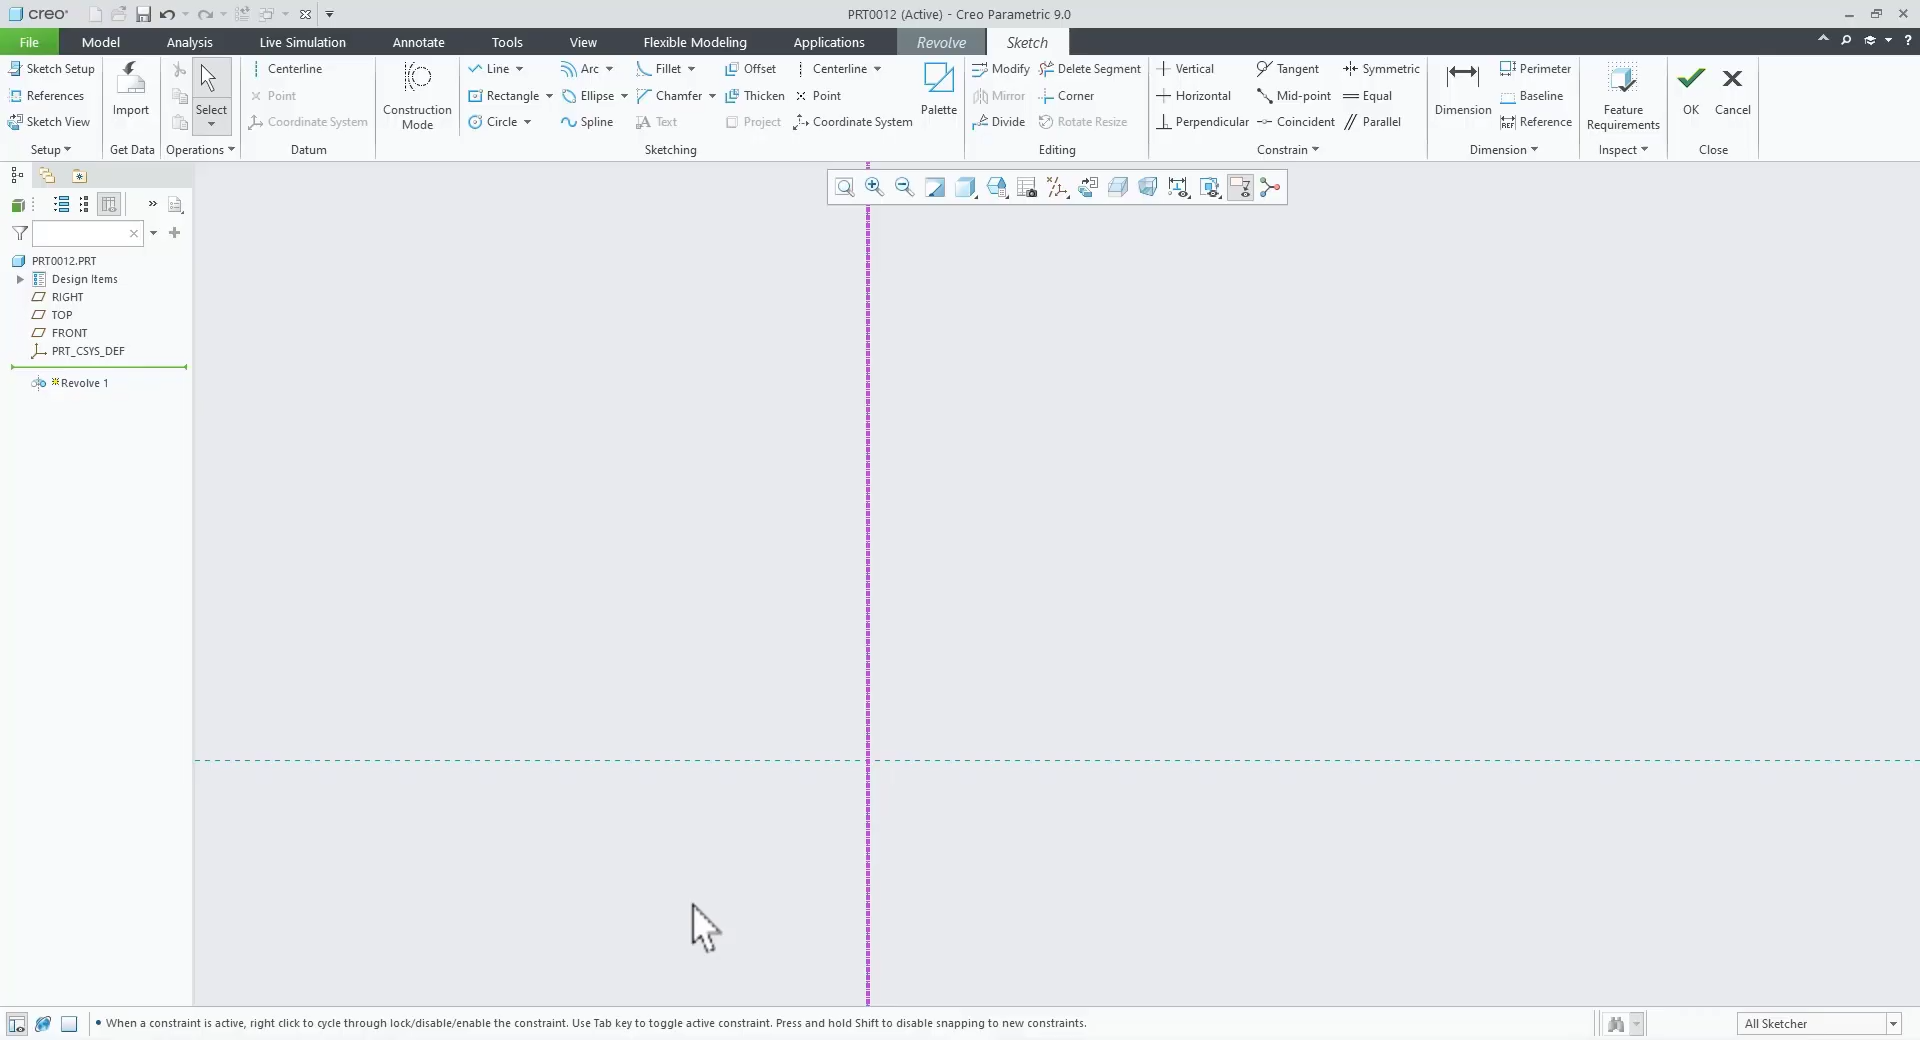 creo
PRT0012 (Active) - Creo Parametric 9.0
File Model Analysis Live Simulation Annotate Tools View Flexible Modeling Applications Revolve Sketch
Sketch Setup
References
Sketch View
Setup
Import
Get Data
Select
Operations
Centerline
Point
Coordinate System
Datum
Construction
Mode
Line Arc Fillet Offset Centerline
Rectangle Ellipse Chamfer Thicken Point
Circle Spline Text Project Coordinate System
Palette
Sketching
Modify Delete Segment
Mirror Corner
Divide Rotate Resize
Editing
Vertical Tangent Symmetric
Horizontal Mid-point Equal
Perpendicular Coincident Parallel
Constrain
Dimension
Perimeter
Baseline
REF Reference
Dimension
Feature
Requirements
Inspect
OK Cancel
Close
PRT0012.PRT
Design Items
RIGHT
TOP
FRONT
PRT_CSYS_DEF
Revolve 1
• When a constraint is active, right click to cycle through lock/disable/enable the constraint. Use Tab key to toggle active constraint. Press and hold Shift to disable snapping to new constraints.
All Sketcher